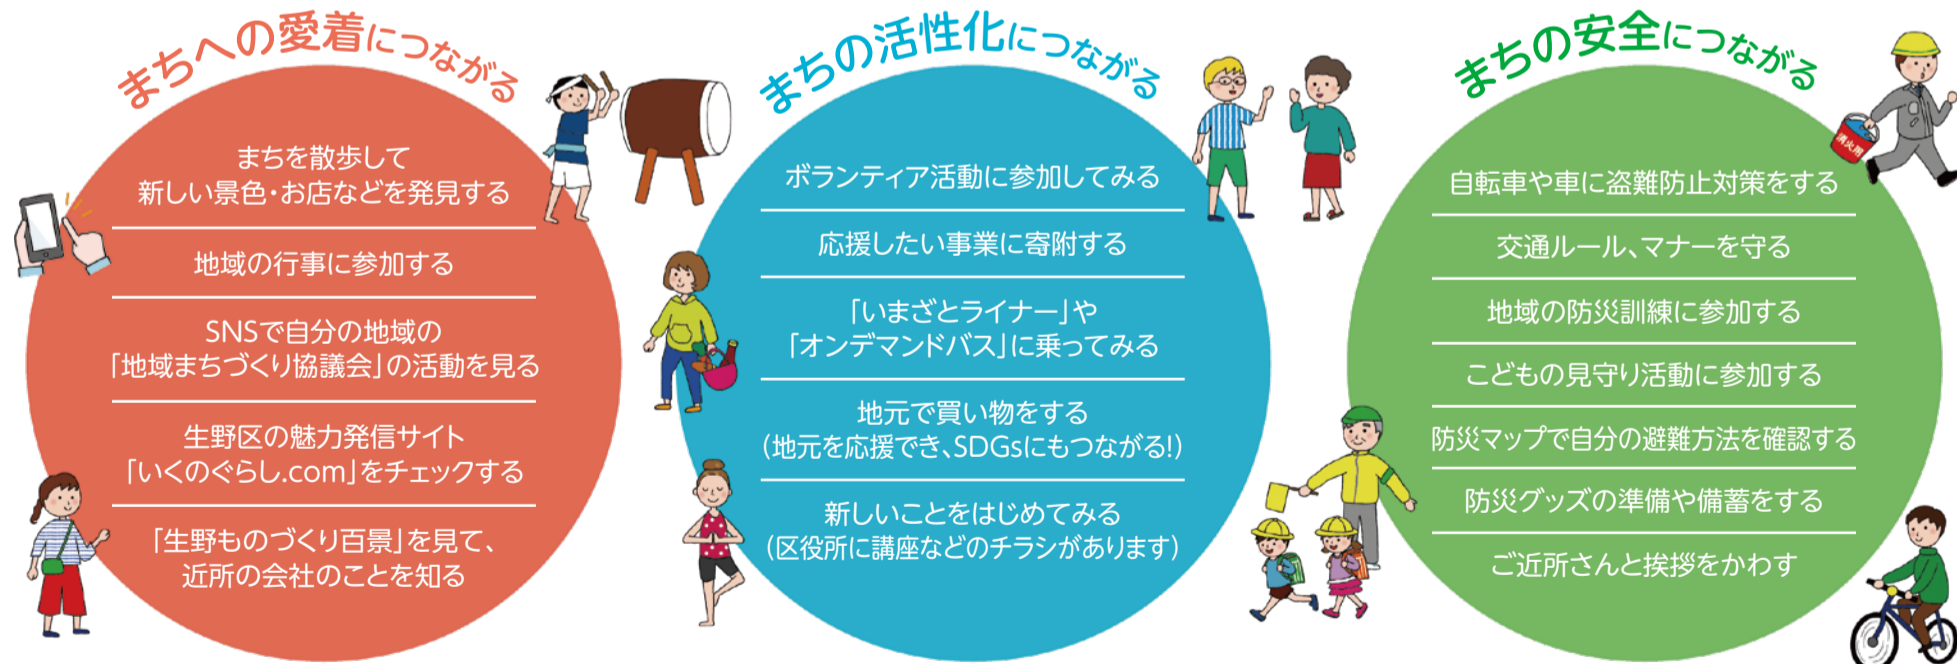 まちへの愛着につながる
まちを散歩して
新しい景色・お店などを発見する
地域の行事に参加する
SNSで自分の地域の
「地域まちづくり協議会」の活動を見る
生野区の魅力発信サイト
「いくのぐらし.com」をチェックする
「生野ものづくり百景」を見て、
近所の会社のことを知る
まちの活性化につながる
ボランティア活動に参加してみる
応援したい事業に寄附する
「いまざとライナー」や
「オンデマンドバス」に乗ってみる
地元で買い物をする
(地元を応援でき、SDGsにもつながる!)
新しいことをはじめてみる
(区役所に講座などのチラシがあります)
まちの安全につながる
消火用
自転車や車に盗難防止対策をする
交通ルール、マナーを守る
地域の防災訓練に参加する
こどもの見守り活動に参加する
防災マップで自分の避難方法を確認する
防災グッズの準備や備蓄をする
ご近所さんと挨拶をかわす